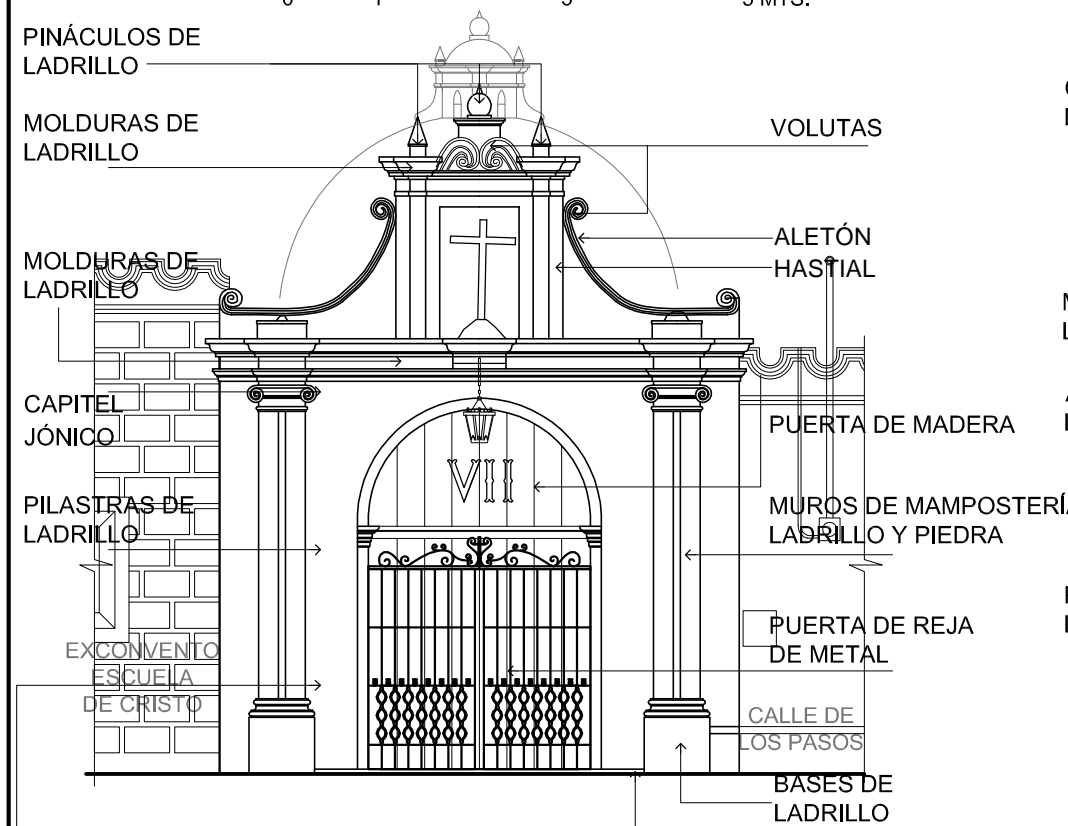 PINÁCULOS DE
LADRILLO
MOLDURAS DE
LADRILLO
MOLDURAS DE
LADRILLO
CAPITEL
JÓNICO
PILASTRAS DE
LADRILLO
EXCONVENTO
ESCUELA
DE CRISTO
VII
VOLUTAS
ALETÓN
HASTIAL
PUERTA DE MADERA
MUROS DE MAMPOSTERÍA
LADRILLO Y PIEDRA
PUERTA DE REJA
DE METAL
CALLE DE
LOS PASOS
BASES DE
LADRILLO